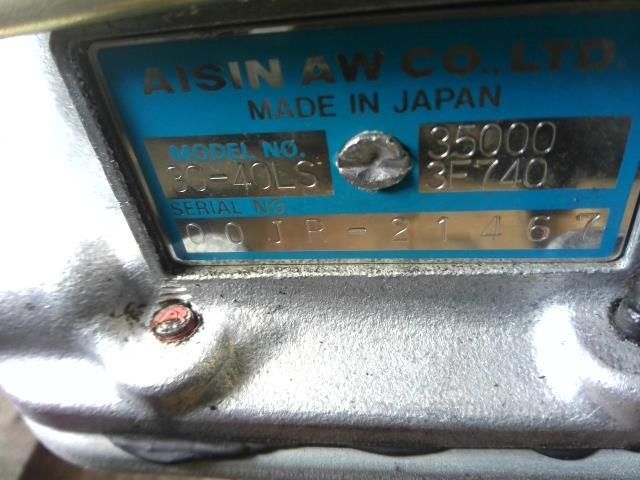 AISIN AW CO., LTD.
MADE IN JAPAN
MODEL NO.
30-40LS
35000
3F740
SERIAL NO.
00JR-21467